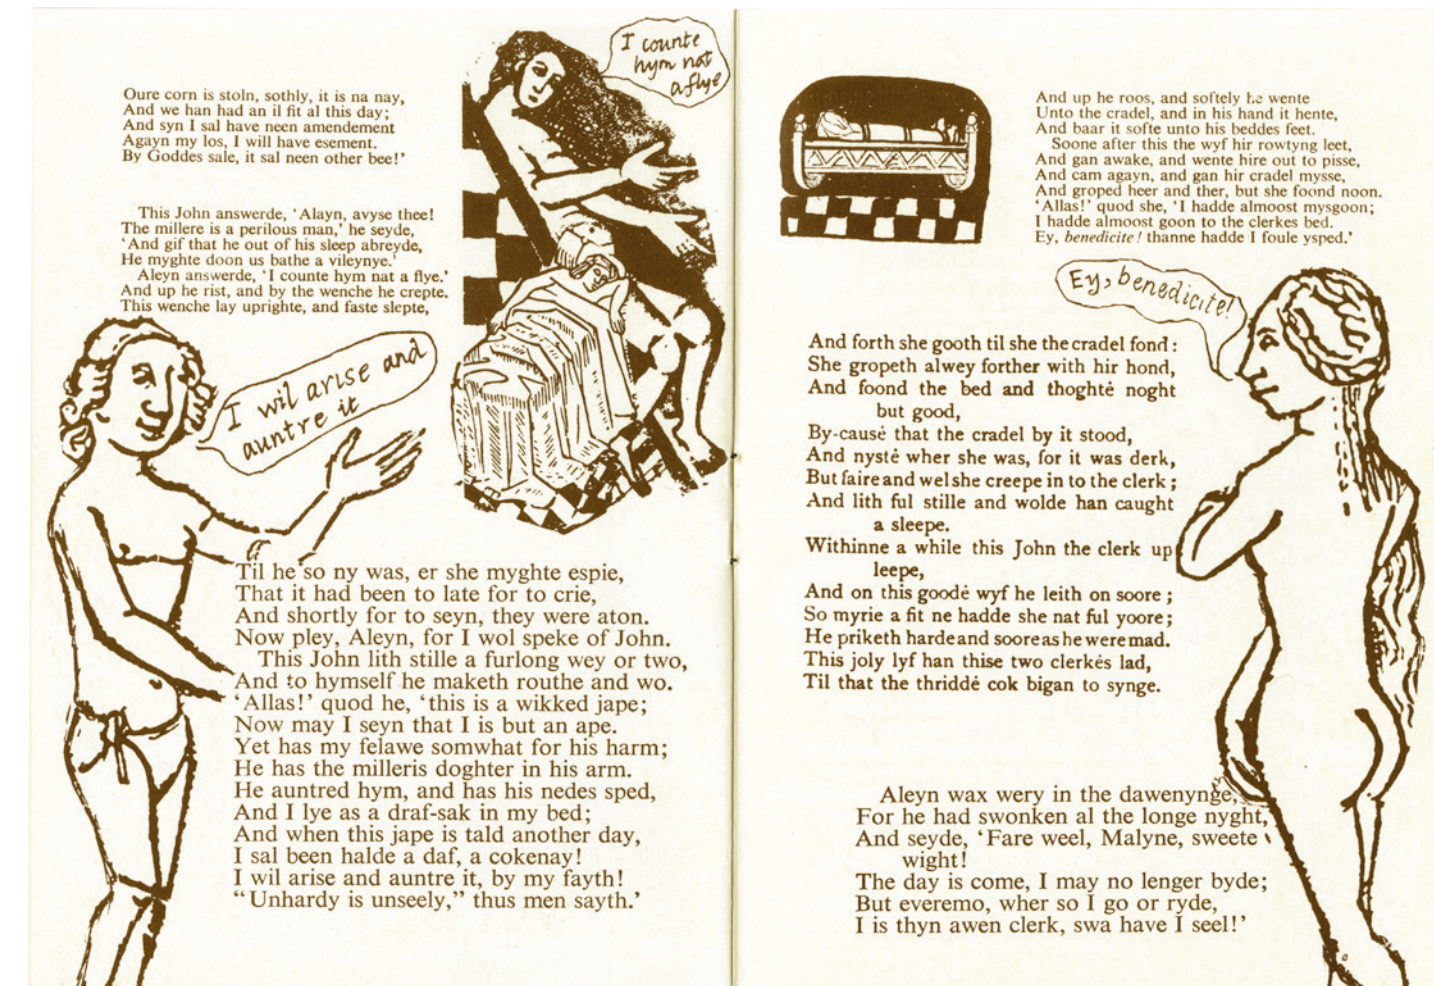 Oure corn is stoln, sothly, it is na nay,
And we han had an il fit al this day;
And syn I sal have neen amendement
Agayn my los, I will have esement.
By Goddes sale, it sal neen other bee!’
I counte
hym nat
a flye
This John answerde, ‘Alayn, avyse thee!
The millere is a perilous man,’ he seyde,
‘And gif that he out of his sleep abreyde,
He myghte doon us bathe a vileynye.’
Aleyn answerde, ‘I counte hym nat a flye.’
And up he rist, and by the wenche he crepte.
This wenche lay uprighte, and faste slepte,
I wil arise and
auntre it
Til he so ny was, er she myghte espie,
That it had been to late for to crie,
And shortly for to seyn, they were aton.
Now pley, Aleyn, for I wol speke of John.
This John lith stille a furlong wey or two,
And to hymself he maketh routhe and wo.
‘Allas!’ quod he, ‘this is a wikked jape;
Now may I seyn that I is but an ape.
Yet has my felawe somwhat for his harm;
He has the milleris doghter in his arm.
He auntred hym, and has his nedes sped,
And I lye as a draf-sak in my bed;
And when this jape is tald another day,
I sal been halde a daf, a cokenay!
I wil arise and auntre it, by my fayth!
“Unhardy is unseely,” thus men sayth.’
And up he roos, and softely he wente
Unto the cradel, and in his hand it hente,
And baar it softe unto his beddes feet.
Soone after this the wyf hir rowtyng leet,
And gan awake, and wente hire out to pisse,
And cam agayn, and gan hir cradel mysse,
And groped heer and ther, but she foond noon.
‘Allas!’ quod she, ‘I hadde almoost mysgoon;
I hadde almoost goon to the clerkes bed.
Ey, benedicite! thanne hadde I foule ysped.’
Ey, benedicite!
And forth she gooth til she the cradel fond:
She gropeth alwey forther with hir hond,
And foond the bed and thoghtė noght
but good,
By-causė that the cradel by it stood,
And nystė wher she was, for it was derk,
But faire and wel she creepe in to the clerk;
And lith ful stille and wolde han caught
a sleepe.
Withinne a while this John the clerk up
leepe,
And on this goodė wyf he leith on soore;
So myrie a fit ne hadde she nat ful yoore;
He priketh harde and soore as he were mad.
This joly lyf han thise two clerkės lad,
Til that the thriddė cok bigan to synge.
Aleyn wax wery in the dawenynge,
For he had swonken al the longe nyght,
And seyde, ‘Fare weel, Malyne, sweete
wight!
The day is come, I may no lenger byde;
But everemo, wher so I go or ryde,
I is thyn awen clerk, swa have I seel!’